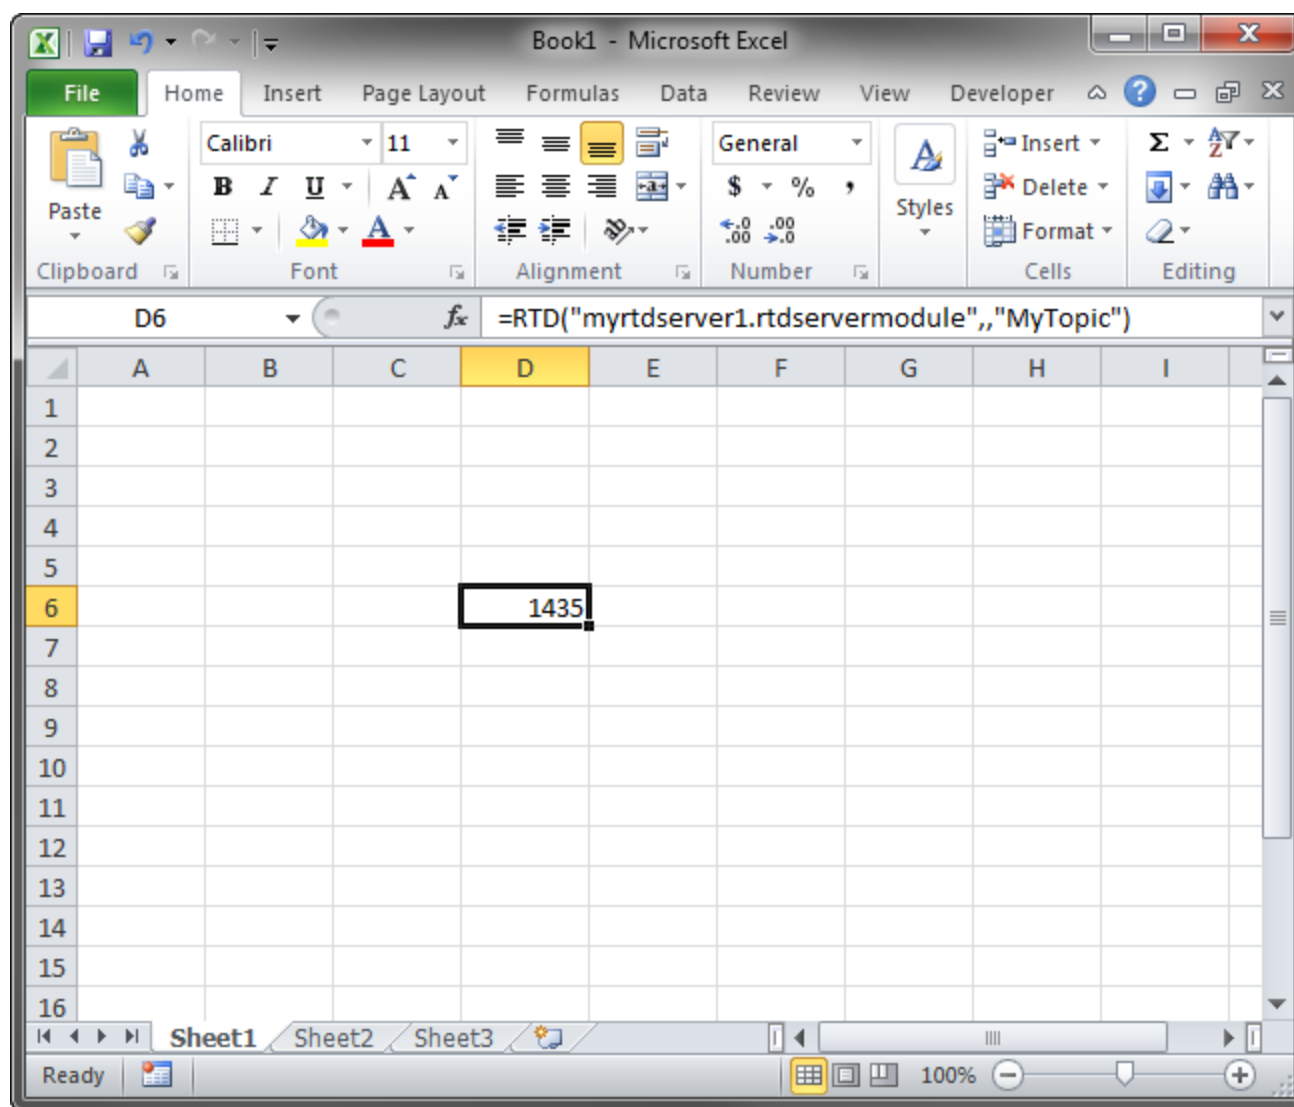 Book1 - Microsoft Excel
File Home Insert Page Layout Formulas Data Review View Developer
Calibri 11 General Insert
Paste B I U A A $ % , Styles Delete
A .00 .00 Format
Clipboard Font Alignment Number Cells Editing
D6 fx =RTD("myrtdserver1.rtdservermodule",,"MyTopic")
A B C D E F G H I
1
2
3
4
5
6 1435
7
8
9
10
11
12
13
14
15
16
Sheet1 Sheet2 Sheet3
Ready 100%